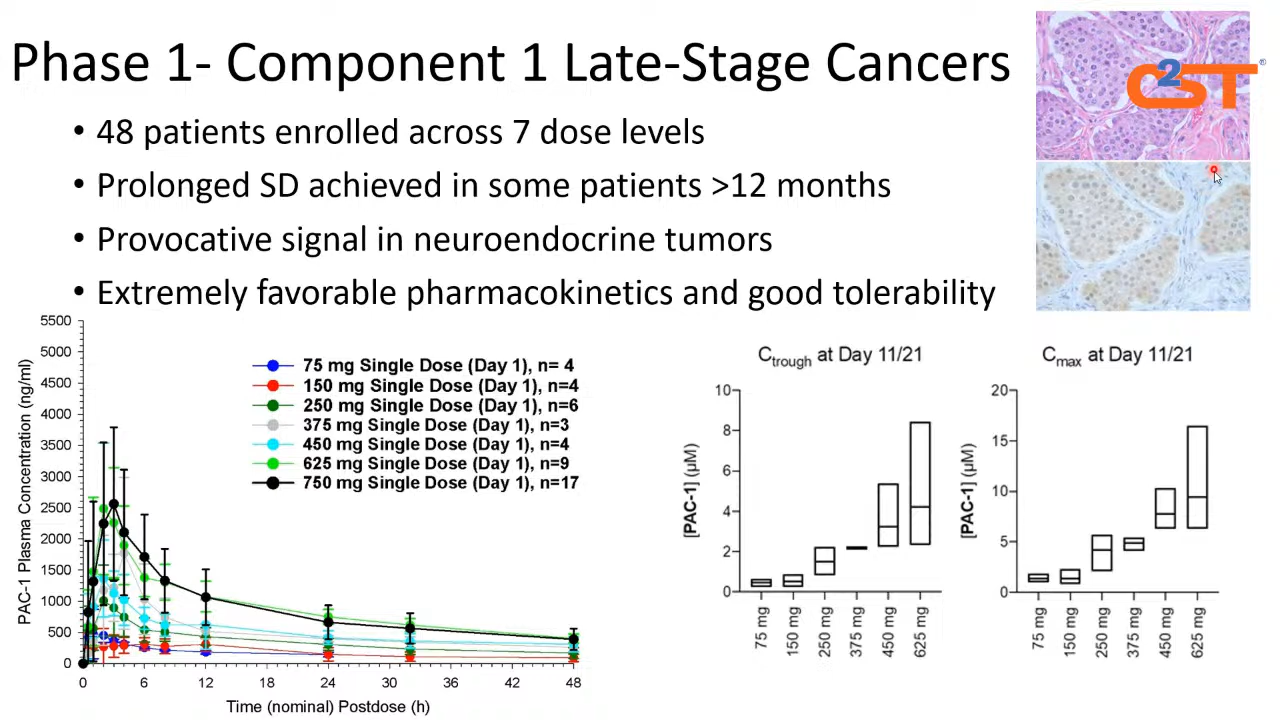 Phase 1- Component 1 Late-Stage Cancers
C2ST®
• 48 patients enrolled across 7 dose levels
• Prolonged SD achieved in some patients >12 months
• Provocative signal in neuroendocrine tumors
• Extremely favorable pharmacokinetics and good tolerability
PAC-1 Plasma Concentration (ng/ml)
5500
5000
4500
4000
3500
3000
2500
2000
1500
1000
500
0
75 mg Single Dose (Day 1), n= 4
150 mg Single Dose (Day 1), n=4
250 mg Single Dose (Day 1), n=6
375 mg Single Dose (Day 1), n=3
450 mg Single Dose (Day 1), n=4
625 mg Single Dose (Day 1), n=9
750 mg Single Dose (Day 1), n=17
0 6 12 18 24 30 36 42 48
Time (nominal) Postdose (h)
Ctrough at Day 11/21
[PAC-1] (µM)
10
8
6
4
2
0
75 mg
150 mg
250 mg
375 mg
450 mg
625 mg
Cmax at Day 11/21
[PAC-1] (µM)
20
15
10
5
0
75 mg
150 mg
250 mg
375 mg
450 mg
625 mg